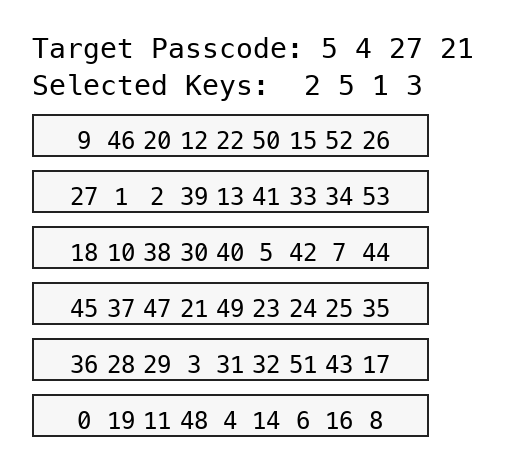 Target Passcode: 5 4 27 21
Selected Keys: 2 5 1 3
9 46 20 12 22 50 15 52 26
27 1 2 39 13 41 33 34 53
18 10 38 30 40 5 42 7 44
45 37 47 21 49 23 24 25 35
36 28 29 3 31 32 51 43 17
0 19 11 48 4 14 6 16 8